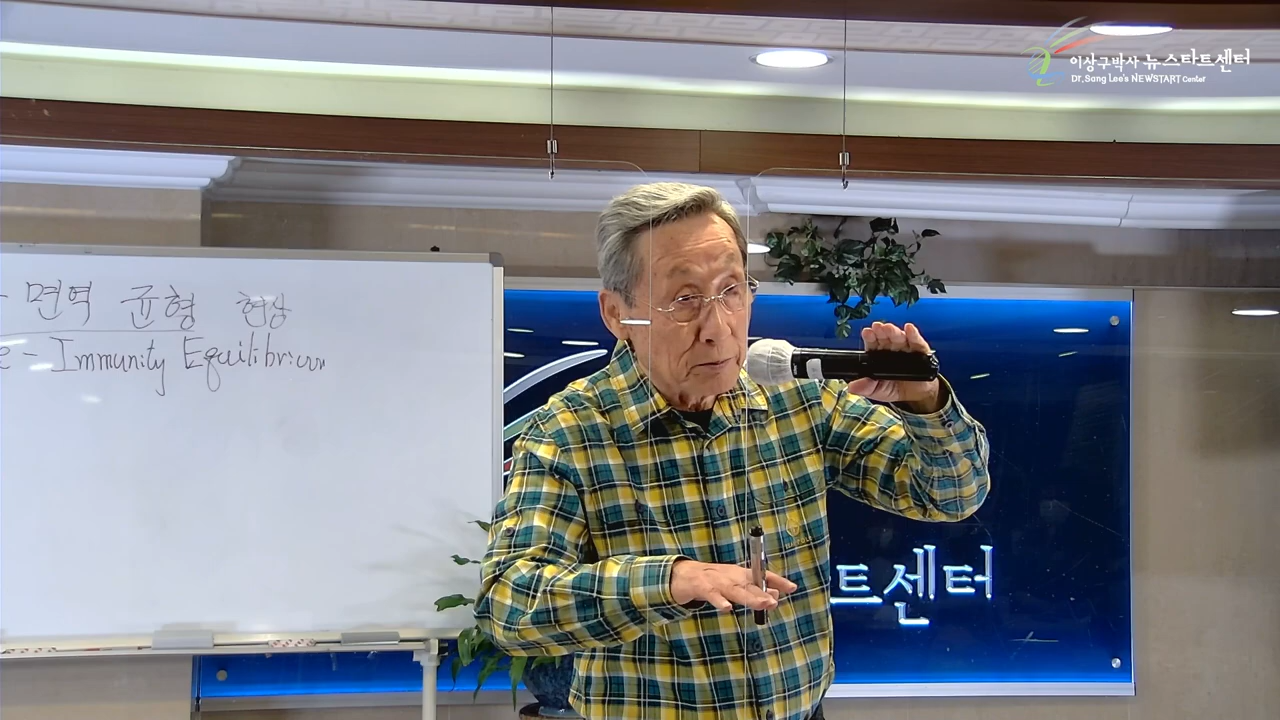 이상구박사 뉴스타트센터
Dr. Sang Lee's NEWSTART Center
면역 균형 현상
- Immunity Equilibrium
트센터